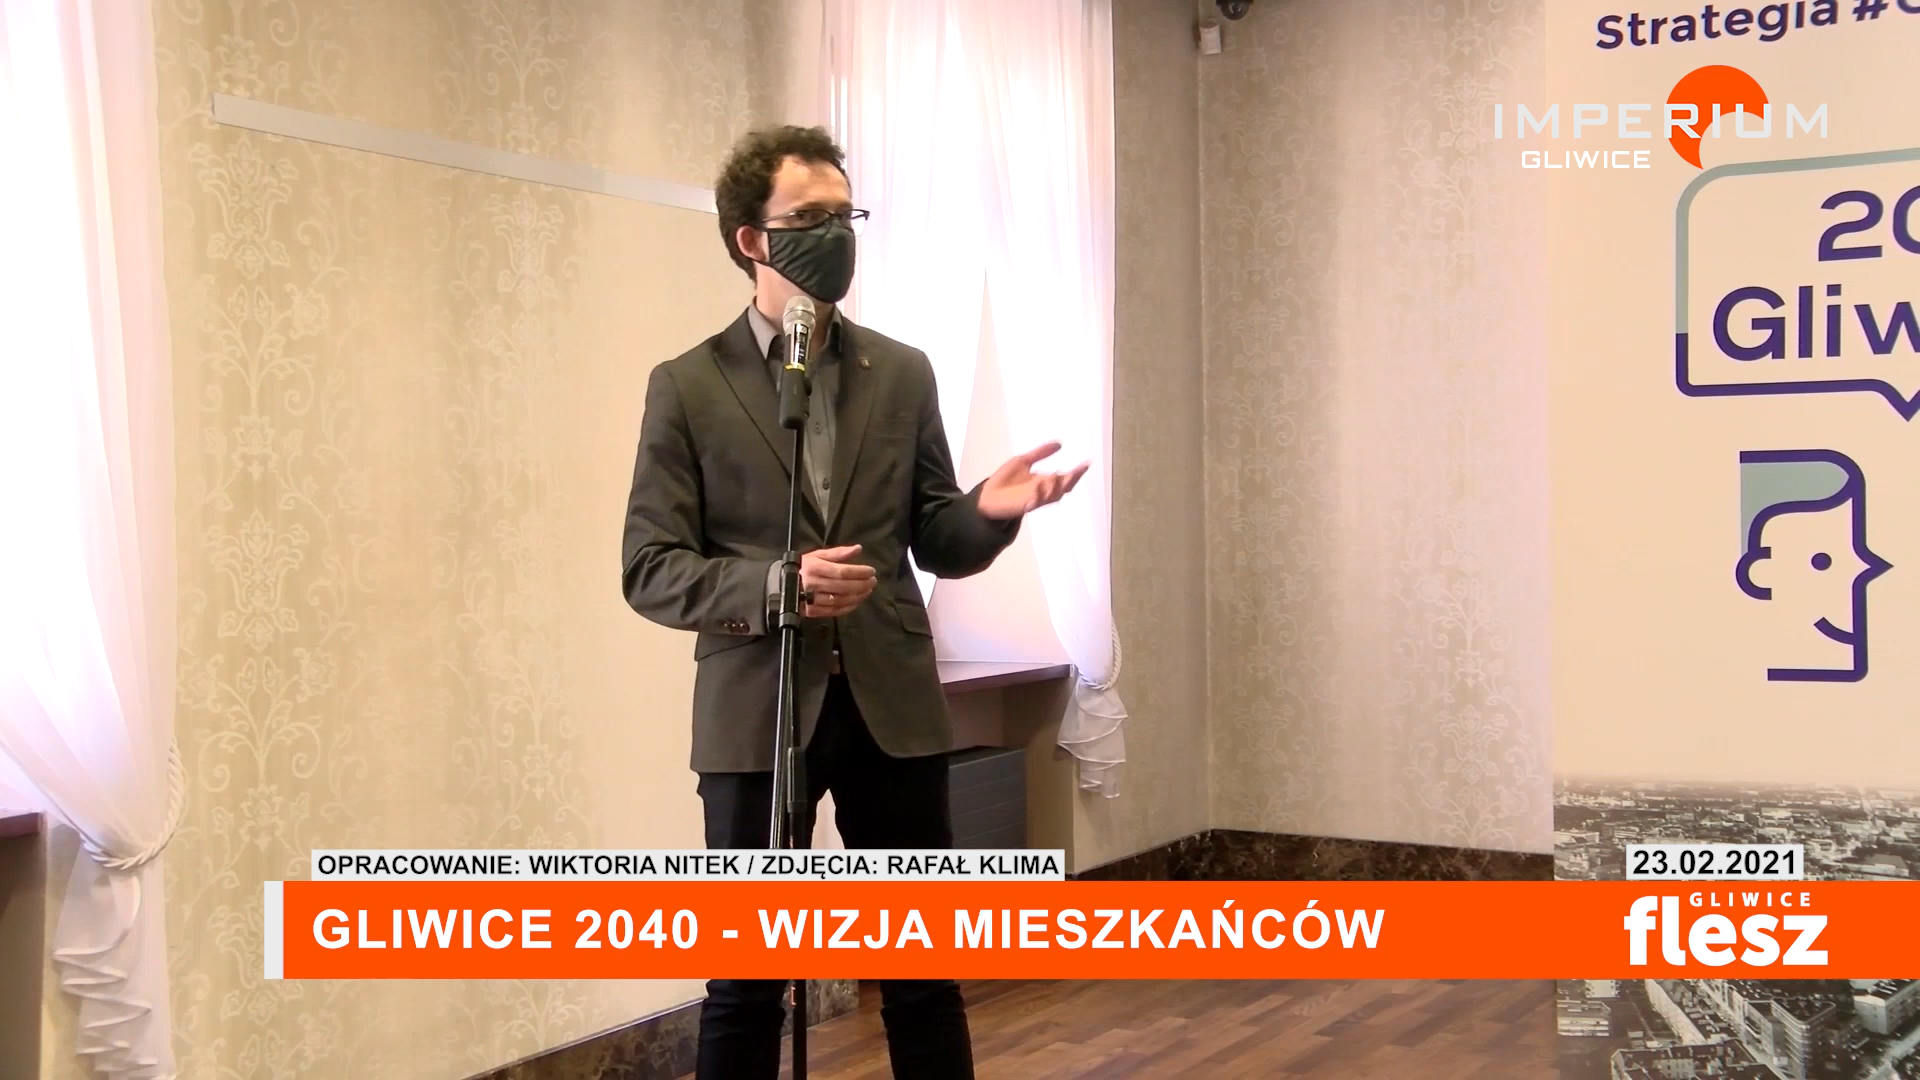 Strategia #
IMPERIUM
GLIWICE
20
Gliw
OPRACOWANIE: WIKTORIA NITEK / ZDJĘCIA: RAFAŁ KLIMA
23.02.2021
GLIWICE 2040 - WIZJA MIESZKAŃCÓW
GLIWICE
flesz